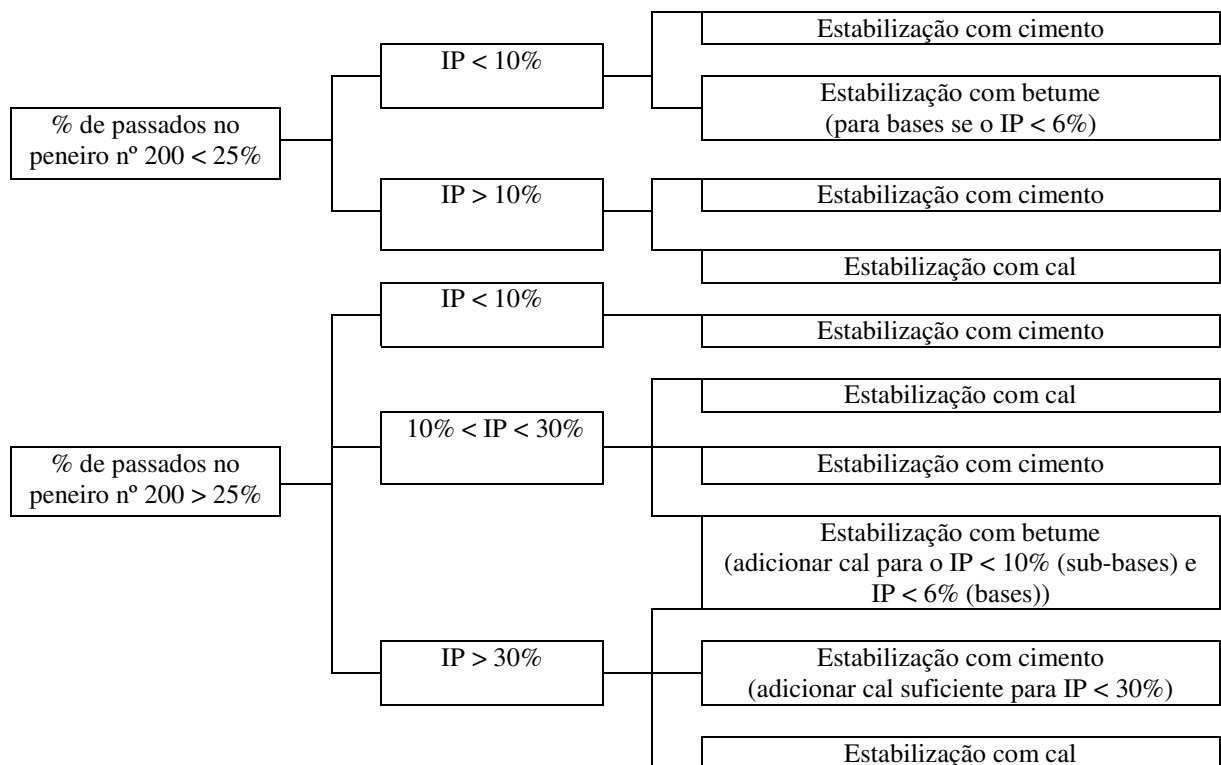 % de passados no
peneiro nº 200 < 25%
IP < 10%
Estabilização com cimento
Estabilização com betume
(para bases se o IP < 6%)
IP > 10%
Estabilização com cimento
Estabilização com cal
% de passados no
peneiro nº 200 > 25%
IP < 10%
Estabilização com cimento
10% < IP < 30%
Estabilização com cal
Estabilização com cimento
Estabilização com betume
(adicionar cal para o IP < 10% (sub-bases) e
IP < 6% (bases))
IP > 30%
Estabilização com cimento
(adicionar cal suficiente para IP < 30%)
Estabilização com cal